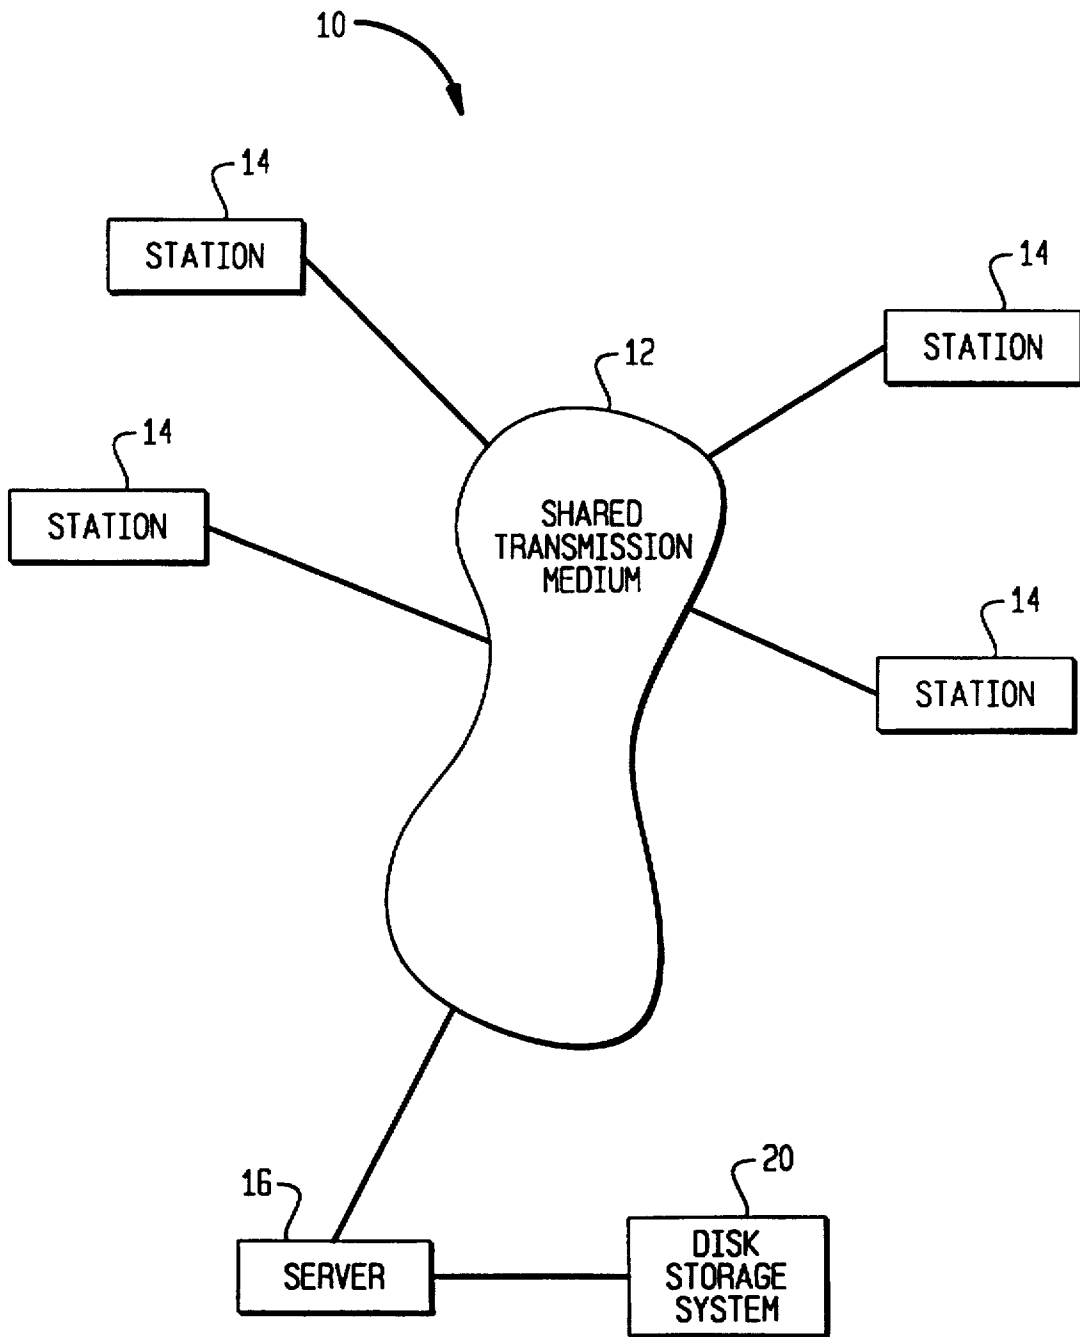 10
14
STATION
14
STATION
12
14
STATION
SHARED
TRANSMISSION
MEDIUM
14
STATION
16
SERVER
20
DISK
STORAGE
SYSTEM